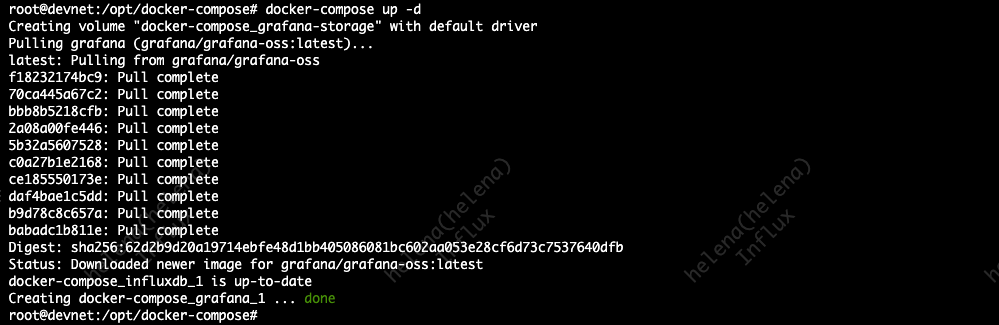 root@devnet:/opt/docker-compose# docker-compose up -d
Creating volume "docker-compose_grafana-storage" with default driver
Pulling grafana (grafana/grafana-oss:latest)...
latest: Pulling from grafana/grafana-oss
f18232174bc9: Pull complete
70ca445a67c2: Pull complete
bbb8b5218cfb: Pull complete
2a08a00fe446: Pull complete
5b32a5607528: Pull complete
c0a27b1e2168: Pull complete
ce185550173e: Pull complete
daf4bae1c5dd: Pull complete
b9d78c8c657a: Pull complete
babadc1b811e: Pull complete
Digest: sha256:62d2b9d20a19714ebfe48d1bb405086081bc602aa053e28cf6d73c7537640dfb
Status: Downloaded newer image for grafana/grafana-oss:latest
docker-compose_influxdb_1 is up-to-date
Creating docker-compose_grafana_1 ... done
root@devnet:/opt/docker-compose#
helena(helena)
Influx
helena(helena)
Influx
helena(helena)
Influx